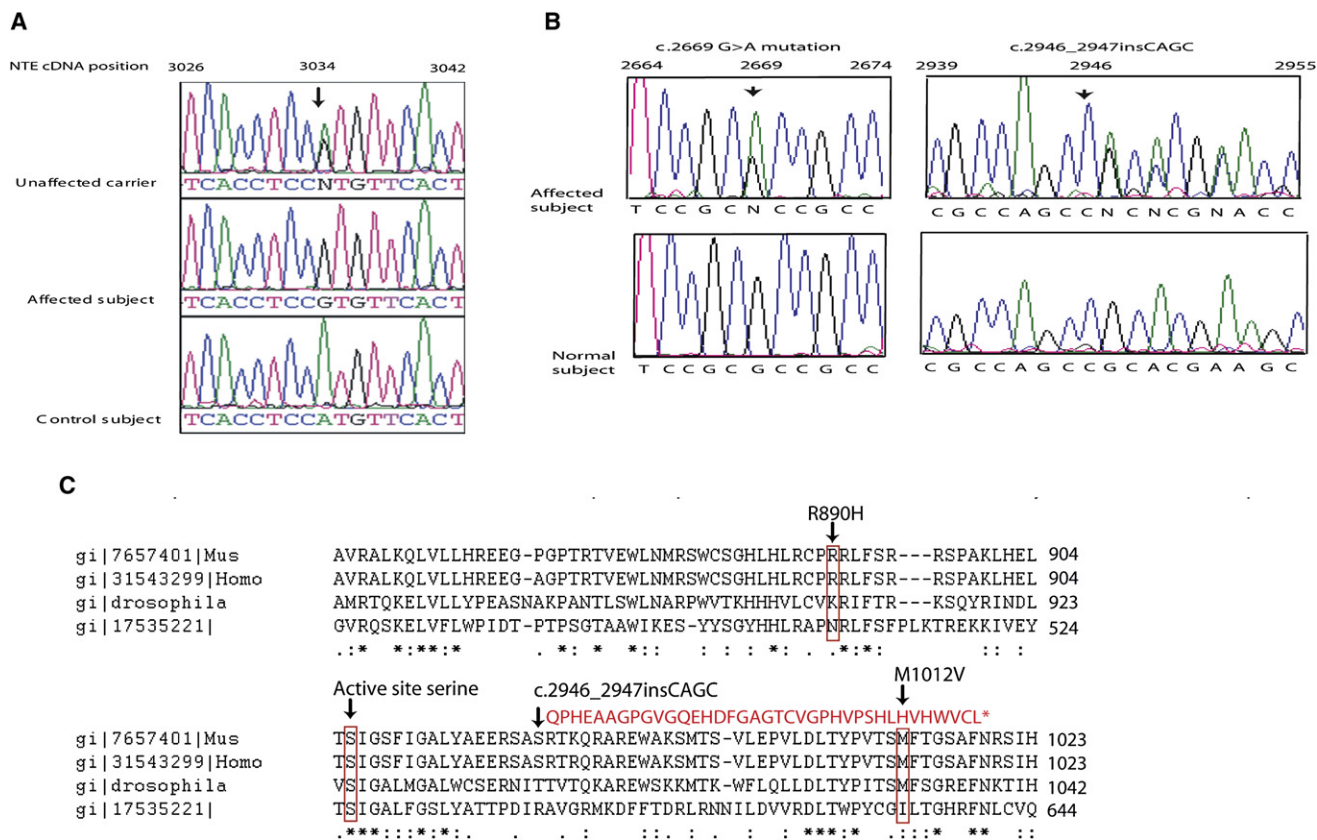 A
NTE cDNA position
3026 3034 3042
Unaffected carrier
TCACCTCCNTGTTCACT
Affected subject
TCACCTCCGTGTTCACT
Control subject
TCACCTCCATGTTCACT
B
c.2669 G>A mutation
2664 2669 2674
Affected subject
T C C G C N C C G C C
Normal subject
T C C G C G C C G C C
c.2946_2947insCAGC
2939 2946 2955
C G C C A G C C N C N C G N A C C
C G C C A G C C G C A C G A A G C
C
R890H
gi|7657401|Mus AVRALKQLVLLHREEG-PGPTRTVEWLNMRSWCSGHLHLRCPRRLFSR---RSPAKLHEL 904
gi|31543299|Homo AVRALKQLVLLHREEG-AGPTRTVEWLNMRSWCSGHLHLRCPRRLFSR---RSPAKLHEL 904
gi|drosophila AMRTQKELVLLYPEASNAKPANTLSWLNARPWVTKHHHVLCVKRIFTR---KSQYRINDL 923
gi|17535221| GVRQSKELVFLWPIDT-PTPSGTAAWIKES-YYSGYHHLRAPNRLFSFPLKTREKKIVEY 524
.:* *:**:* . * * *: : : : * . .*:*: :: :
Active site serine
c.2946_2947insCAGC
M1012V
QPHEAAGPGVGQEHDFGAGTCVGPHVPSHLHVHWVCL*
gi|7657401|Mus TSIGSFIGALYAEERSASRTKQRAREWAKSMTS-VLEPVLDLTYPVTSMFTGSAFNRSIH 1023
gi|31543299|Homo TSIGSFIGALYAEERSASRTKQRAREWAKSMTS-VLEPVLDLTYPVTSMFTGSAFNRSIH 1023
gi|drosophila VSIGALMGALWCSERNITTVTQKAREWSKKMTK-WFLQLLDLTYPITSMFSGREFNKTIH 1042
gi|17535221| TSIGALFGSLYATTPDIRAVGRMKDFFTDRLRNNILDVVRDLTWPYCGILTGHRFNLCVQ 644
.***:::*:*: . . : :. : . : : ***:* .:::* ** ::